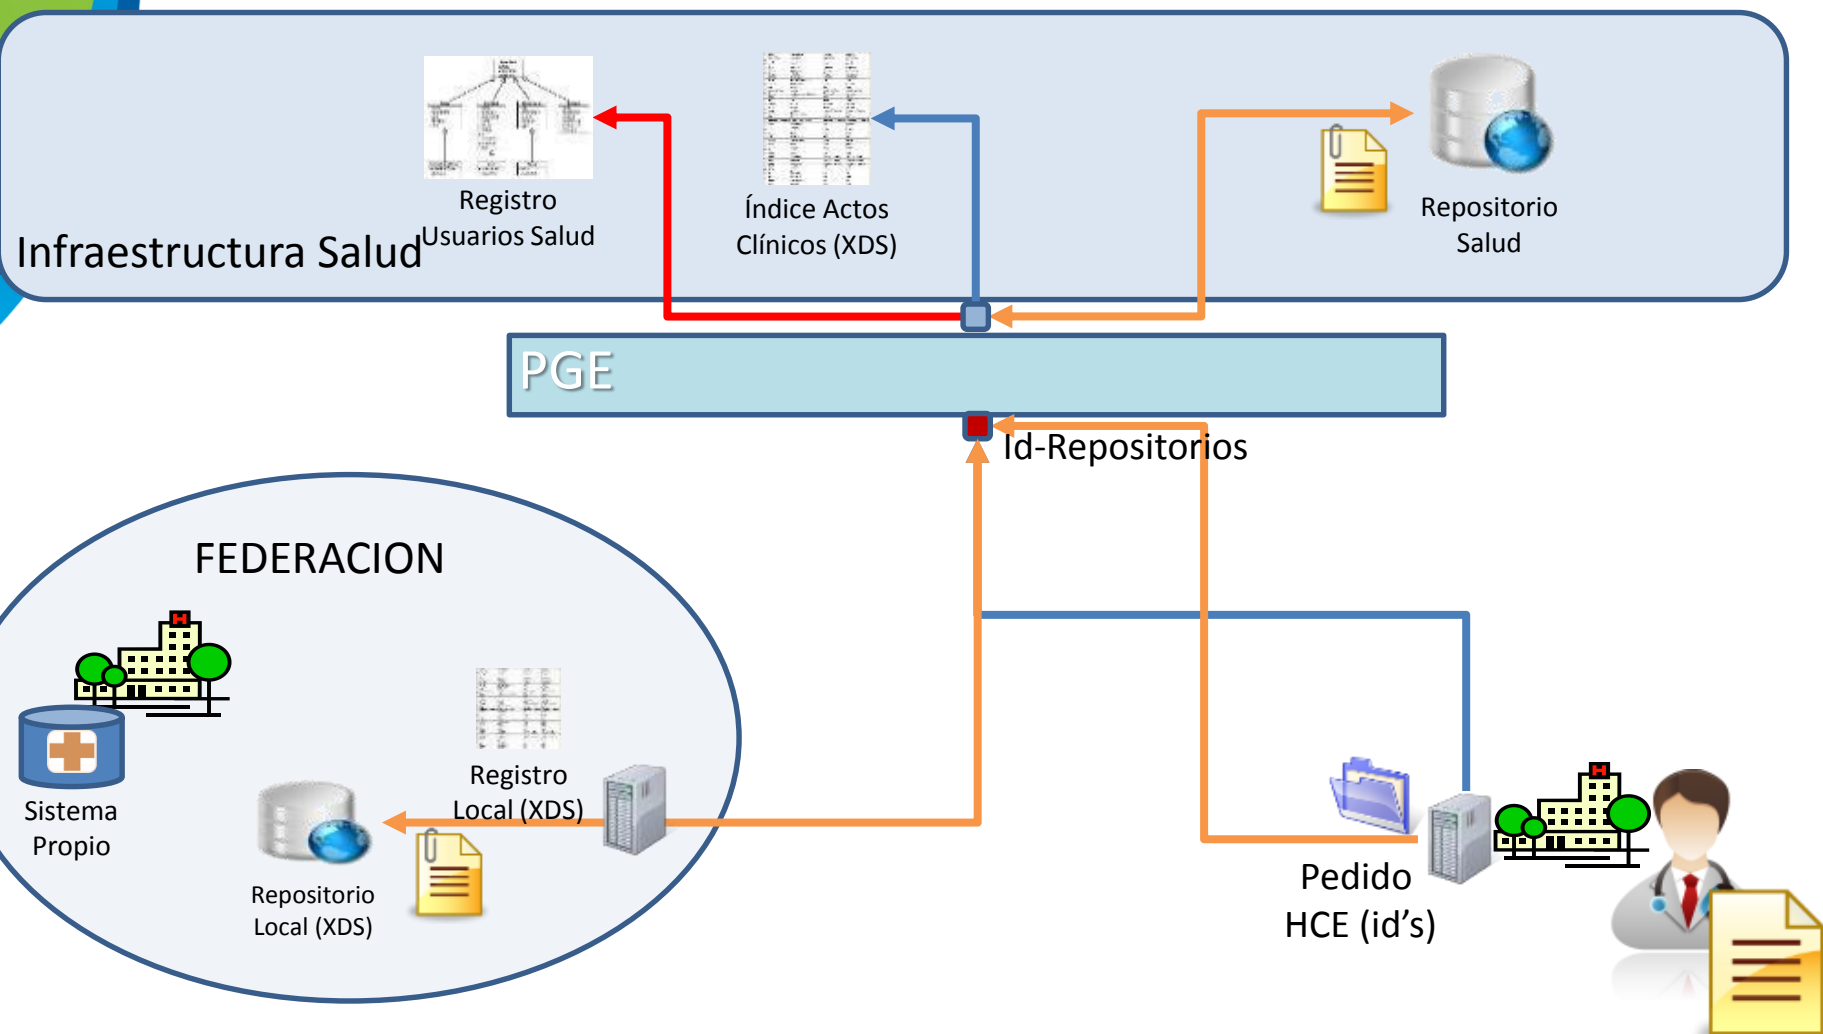 Registro
Usuarios Salud
Índice Actos
Clínicos (XDS)
Repositorio
Salud
Infraestructura Salud
PGE
Id-Repositorios
FEDERACION
H
Sistema
Propio
Registro
Local (XDS)
Repositorio
Local (XDS)
H
Pedido
HCE (id's)